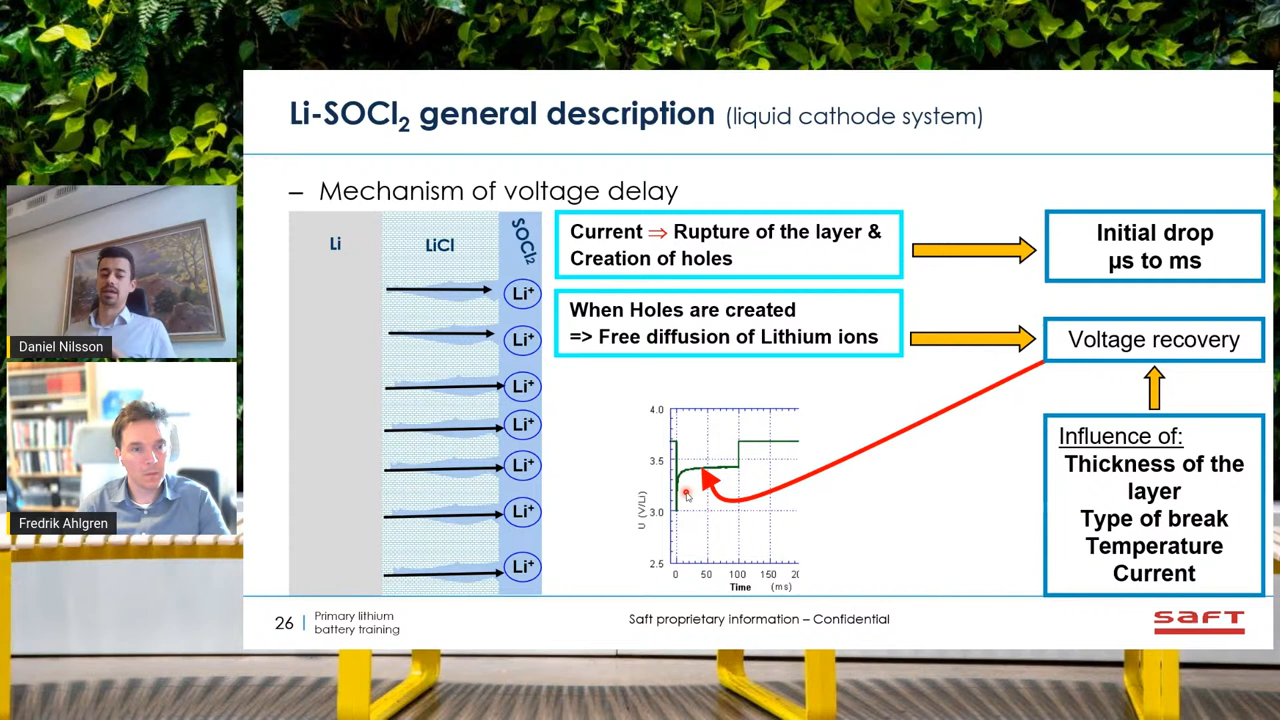 Li-SOCl₂ general description (liquid cathode system)
– Mechanism of voltage delay
Li
LiCl
SOCl₂
Li⁺
Li⁺
Li⁺
Li⁺
Li⁺
Li⁺
Li⁺
Current ⇒ Rupture of the layer &
Creation of holes
Initial drop
µs to ms
When Holes are created
=> Free diffusion of Lithium ions
Voltage recovery
Influence of:
Thickness of the
layer
Type of break
Temperature
Current
4.0
3.5
3.0
2.5
U (V/Li)
0 50 100 150 20
Time (ms)
Daniel Nilsson
Fredrik Ahlgren
26
Primary lithium
battery training
Saft proprietary information – Confidential
saft